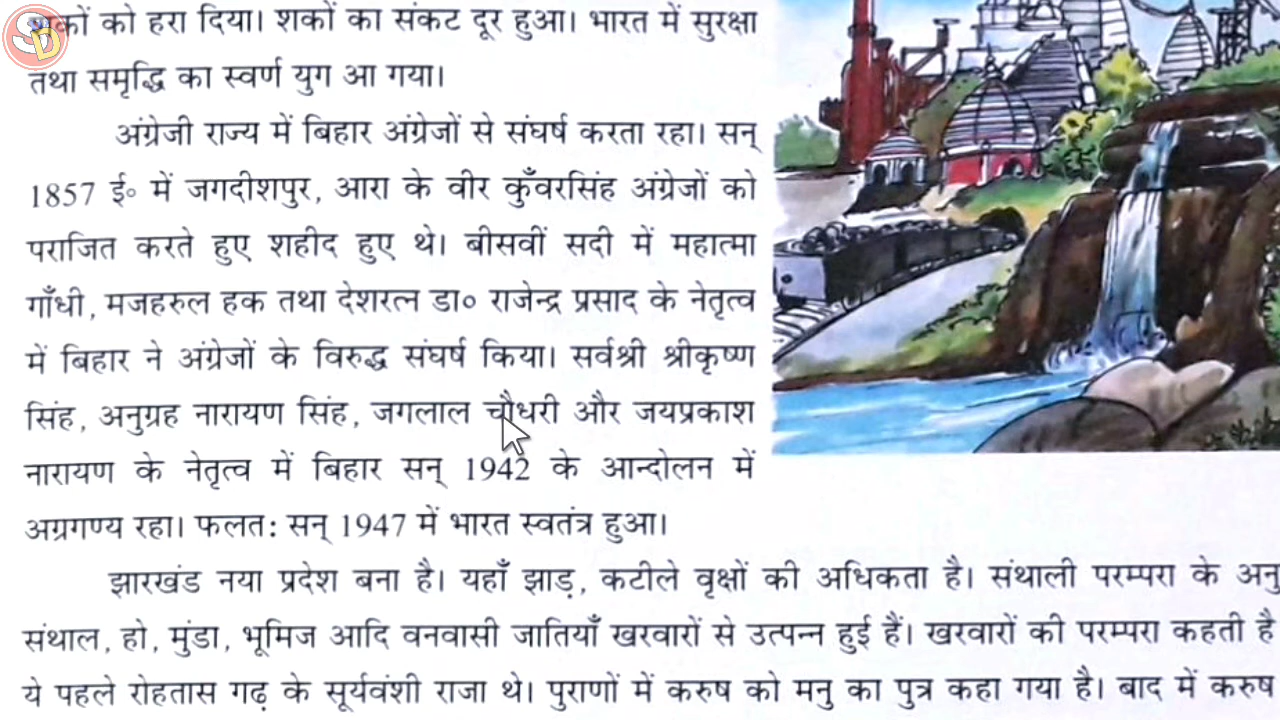 SD
शकों को हरा दिया। शकों का संकट दूर हुआ। भारत में सुरक्षा
तथा समृद्धि का स्वर्ण युग आ गया।
अंग्रेजी राज्य में बिहार अंग्रेजों से संघर्ष करता रहा। सन्
1857 ई० में जगदीशपुर, आरा के वीर कुँवरसिंह अंग्रेजों को
पराजित करते हुए शहीद हुए थे। बीसवीं सदी में महात्मा
गाँधी, मजहरुल हक तथा देशरत्न डा० राजेन्द्र प्रसाद के नेतृत्व
में बिहार ने अंग्रेजों के विरुद्ध संघर्ष किया। सर्वश्री श्रीकृष्ण
सिंह, अनुग्रह नारायण सिंह, जगलाल चौधरी और जयप्रकाश
नारायण के नेतृत्व में बिहार सन् 1942 के आन्दोलन में
अग्रगण्य रहा। फलत: सन् 1947 में भारत स्वतंत्र हुआ।
झारखंड नया प्रदेश बना है। यहाँ झाड़, कटीले वृक्षों की अधिकता है। संथाली परम्परा के अनु
संथाल, हो, मुंडा, भूमिज आदि वनवासी जातियाँ खरवारों से उत्पन्न हुई हैं। खरवारों की परम्परा कहती है
ये पहले रोहतास गढ़ के सूर्यवंशी राजा थे। पुराणों में करुष को मनु का पुत्र कहा गया है। बाद में करुष